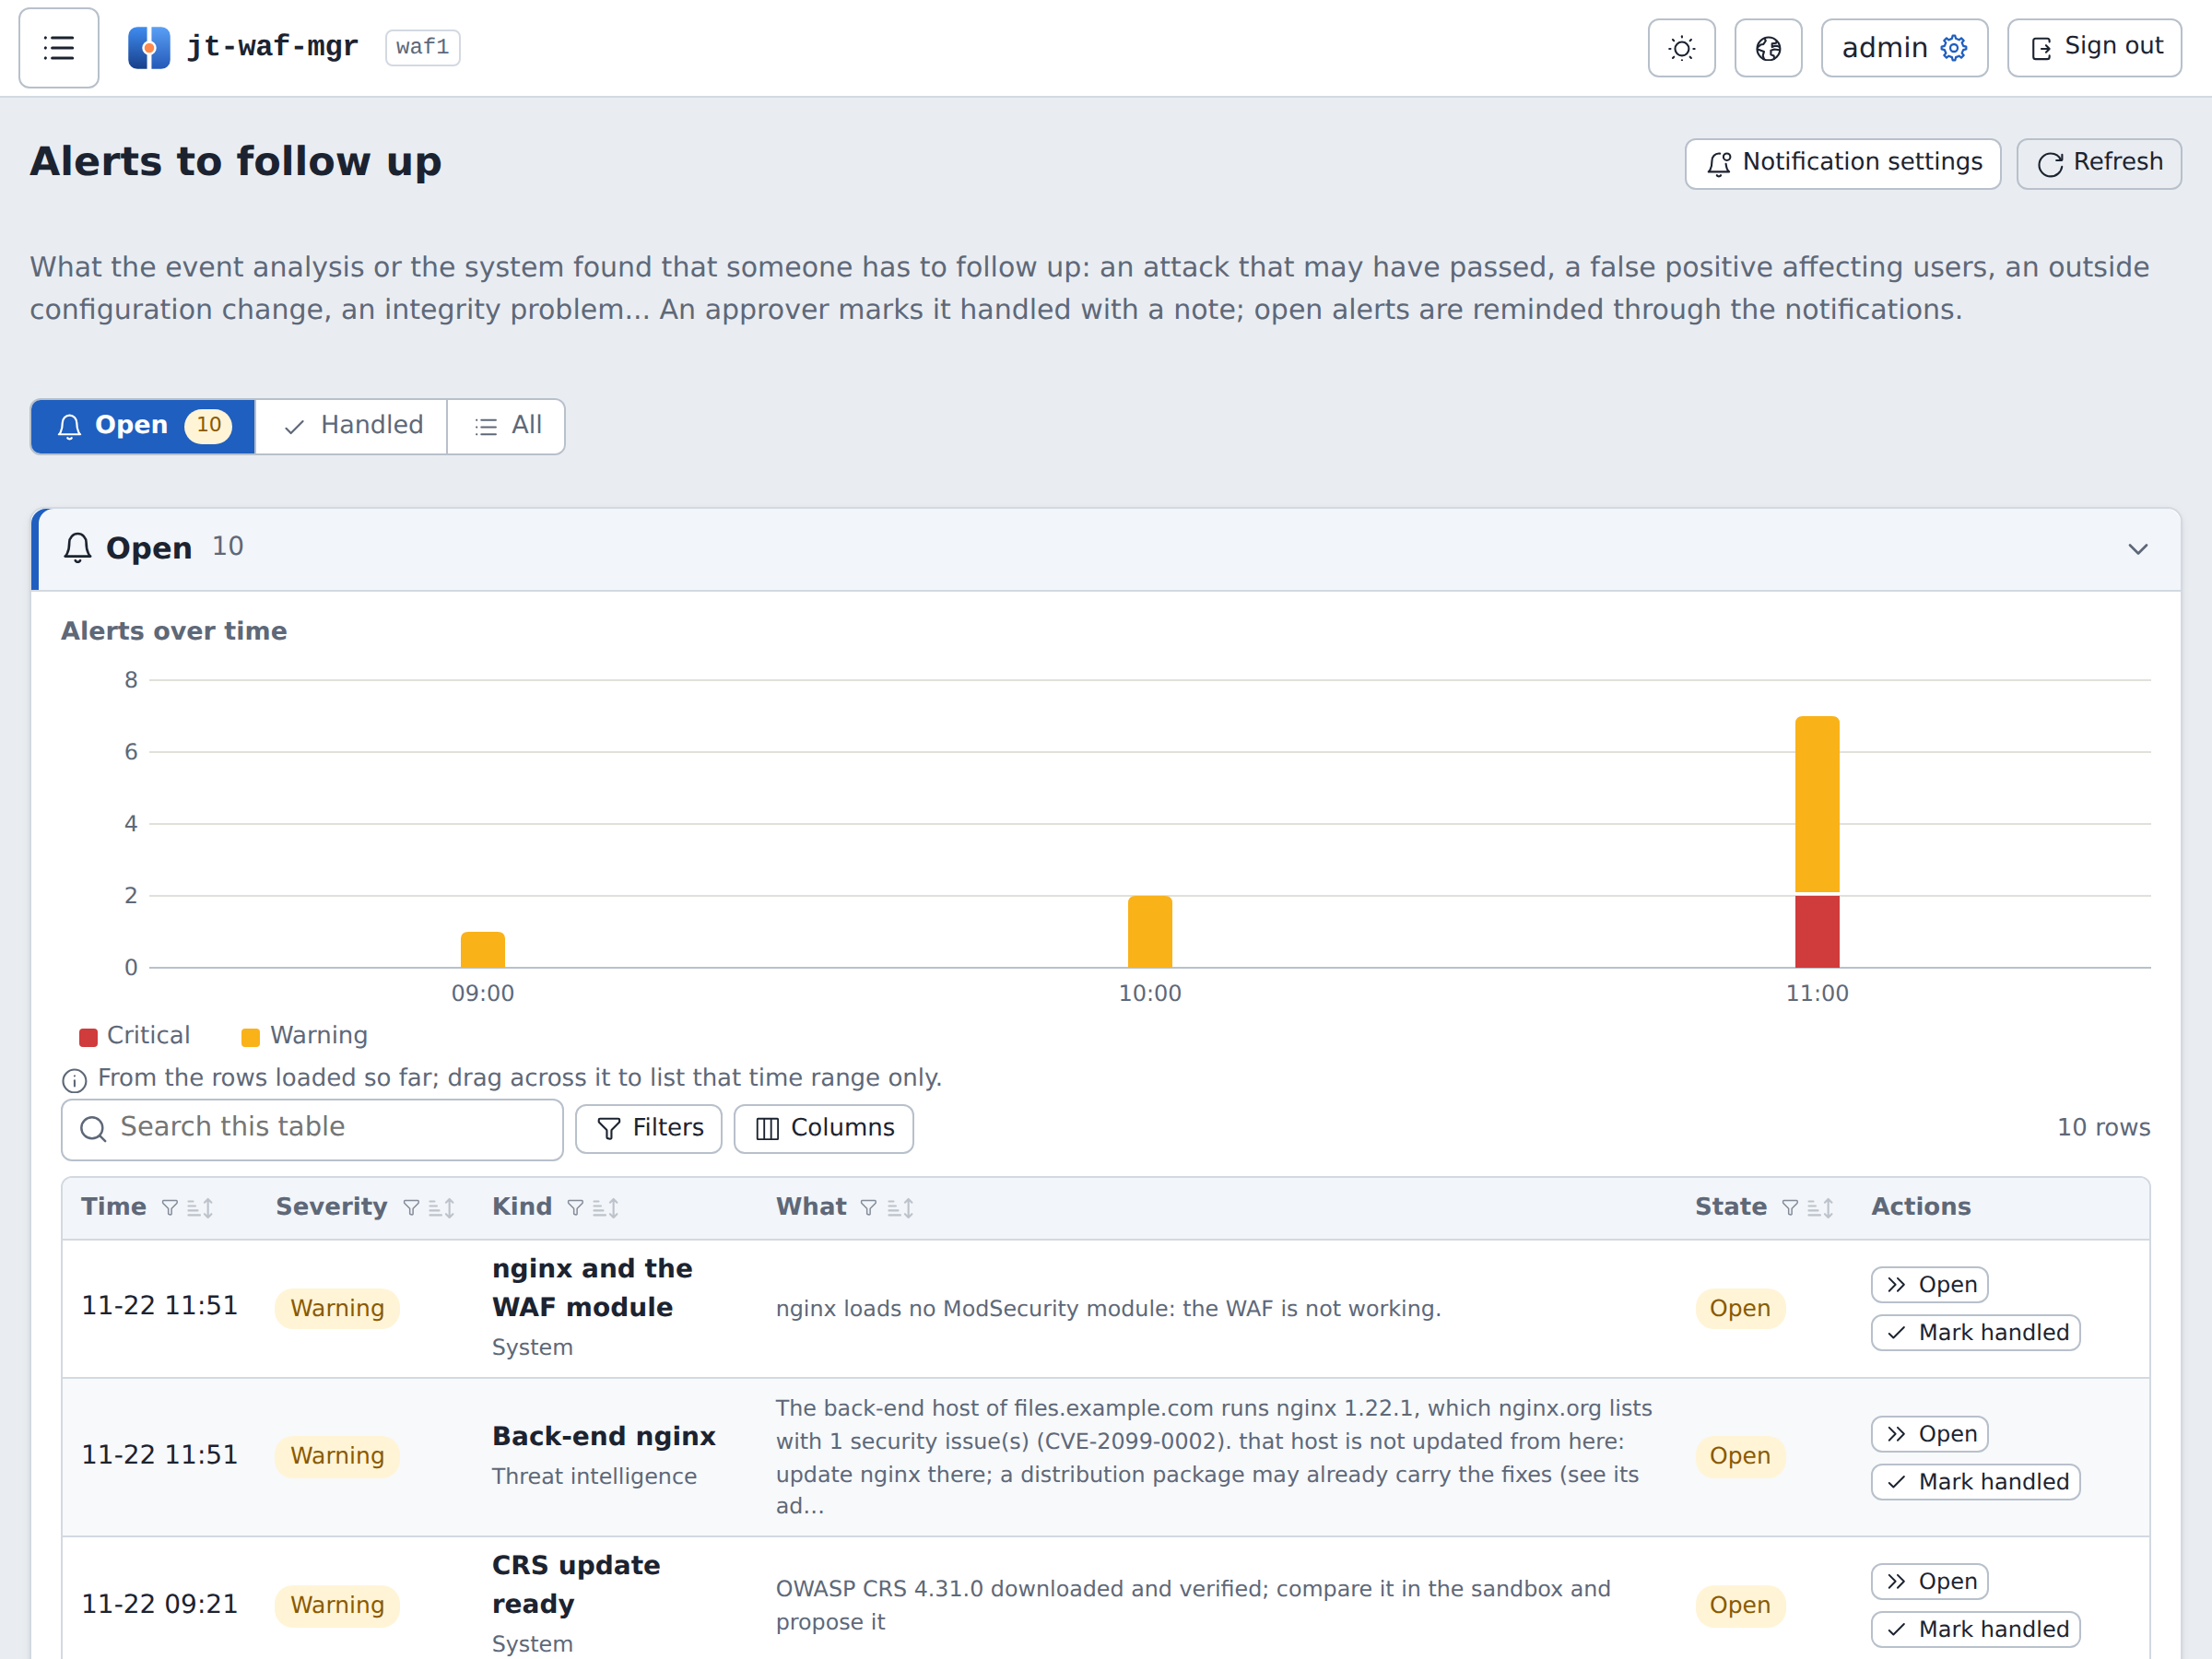 jt-waf-mgr waf1 admin Sign out
Alerts to follow up
Notification settings Refresh
What the event analysis or the system found that someone has to follow up: an attack that may have passed, a false positive affecting users, an outside
configuration change, an integrity problem... An approver marks it handled with a note; open alerts are reminded through the notifications.
Open 10 Handled All
Open 10
Alerts over time
8
6
4
2
0
09:00 10:00 11:00
Critical Warning
From the rows loaded so far; drag across it to list that time range only.
Search this table Filters Columns 10 rows
Time Severity Kind What State Actions
11-22 11:51 Warning
nginx and the
WAF module
System
nginx loads no ModSecurity module: the WAF is not working.
Open
Open
Mark handled
11-22 11:51 Warning
Back-end nginx
Threat intelligence
The back-end host of files.example.com runs nginx 1.22.1, which nginx.org lists
with 1 security issue(s) (CVE-2099-0002). that host is not updated from here:
update nginx there; a distribution package may already carry the fixes (see its
ad...
Open
Open
Mark handled
11-22 09:21 Warning
CRS update
ready
System
OWASP CRS 4.31.0 downloaded and verified; compare it in the sandbox and
propose it
Open
Open
Mark handled